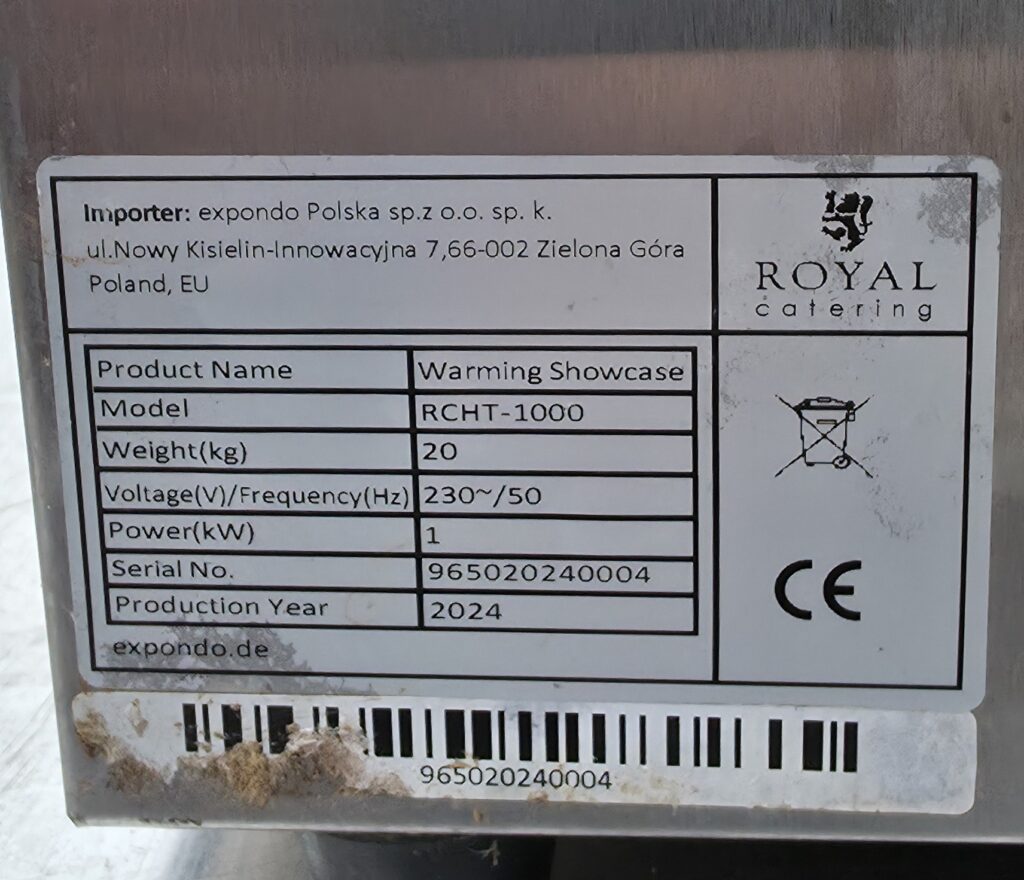 Importer: expondo Polska sp.z o.o. sp. k.
ul.Nowy Kisielin-Innowacyjna 7,66-002 Zielona Góra
Poland, EU
ROYAL
catering
Product Name Warming Showcase
Model RCHT-1000
Weight(kg) 20
Voltage(V)/Frequency(Hz) 230~/50
Power(kW) 1
Serial No. 965020240004
Production Year 2024
expondo.de
CE
965020240004